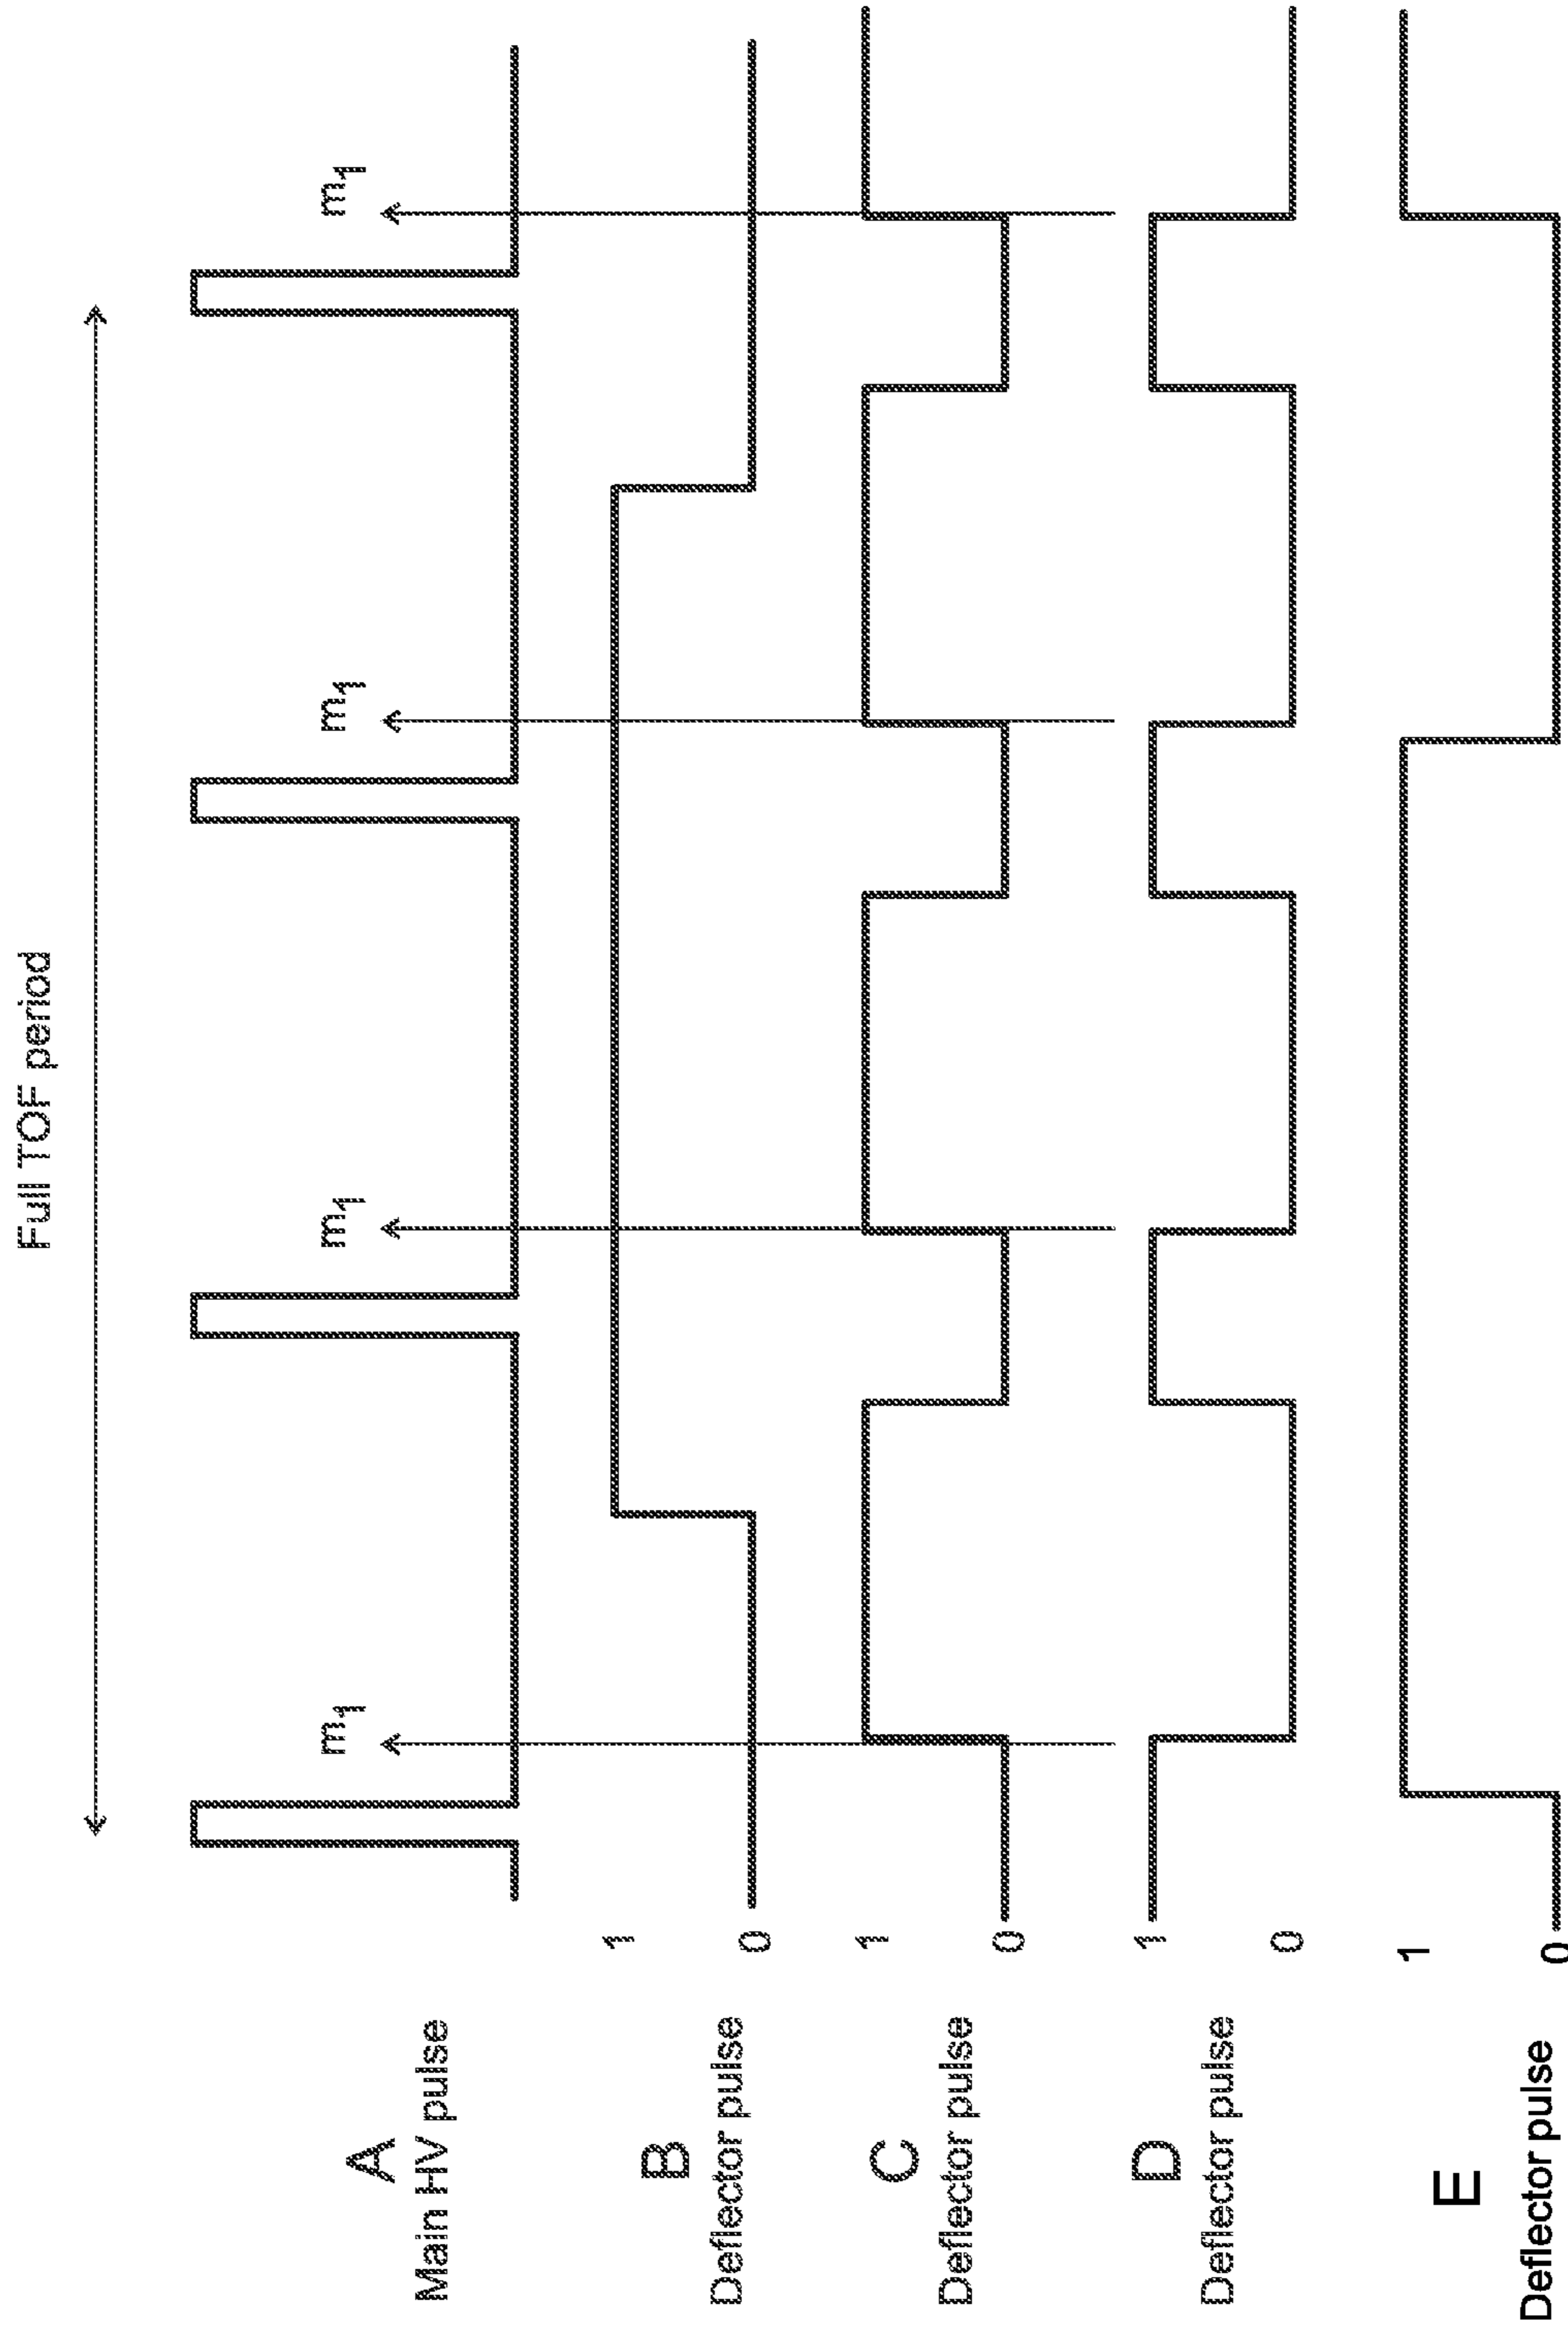 Full TOF period
m1
m1
m1
m1
A
Main HV pulse
B
Deflector pulse
1
0
C
Deflector pulse
1
0
D
Deflector pulse
1
0
E
Deflector pulse
1
0